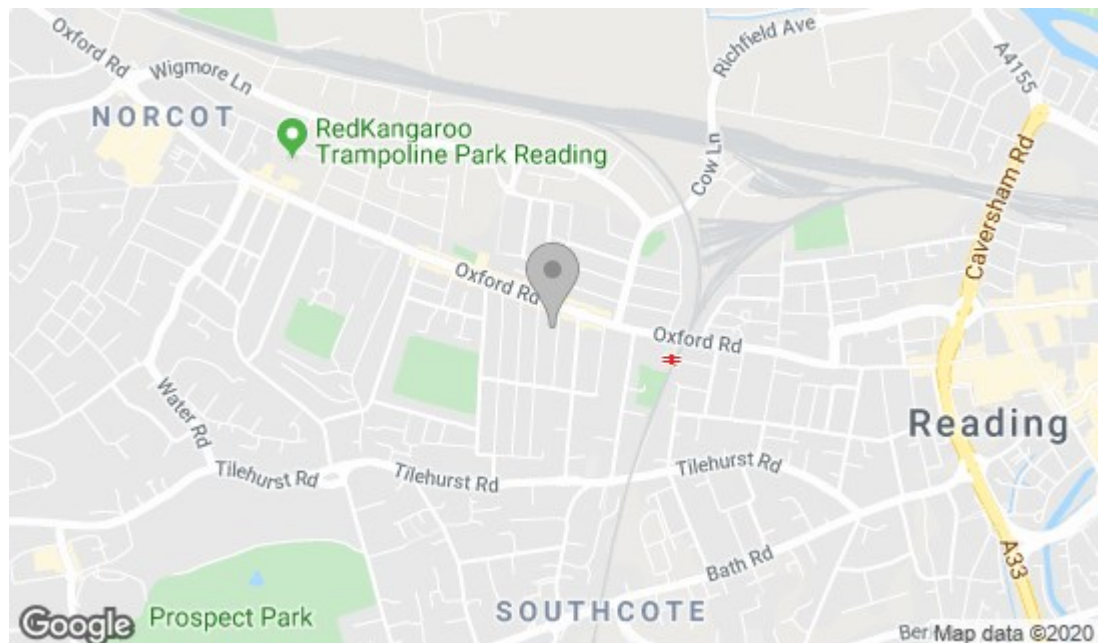 Oxford Rd
Wigmore Ln
Richfield Ave
A4155
NORCOT
RedKangaroo
Trampoline Park Reading
Cow Ln
Caversham Rd
Oxford Rd
Oxford Rd
Water Rd
Reading
Tilehurst Rd
Tilehurst Rd
Tilehurst Rd
Bath Rd
A33
Prospect Park
SOUTHCOTE
Google
Ber
Map data ©2020